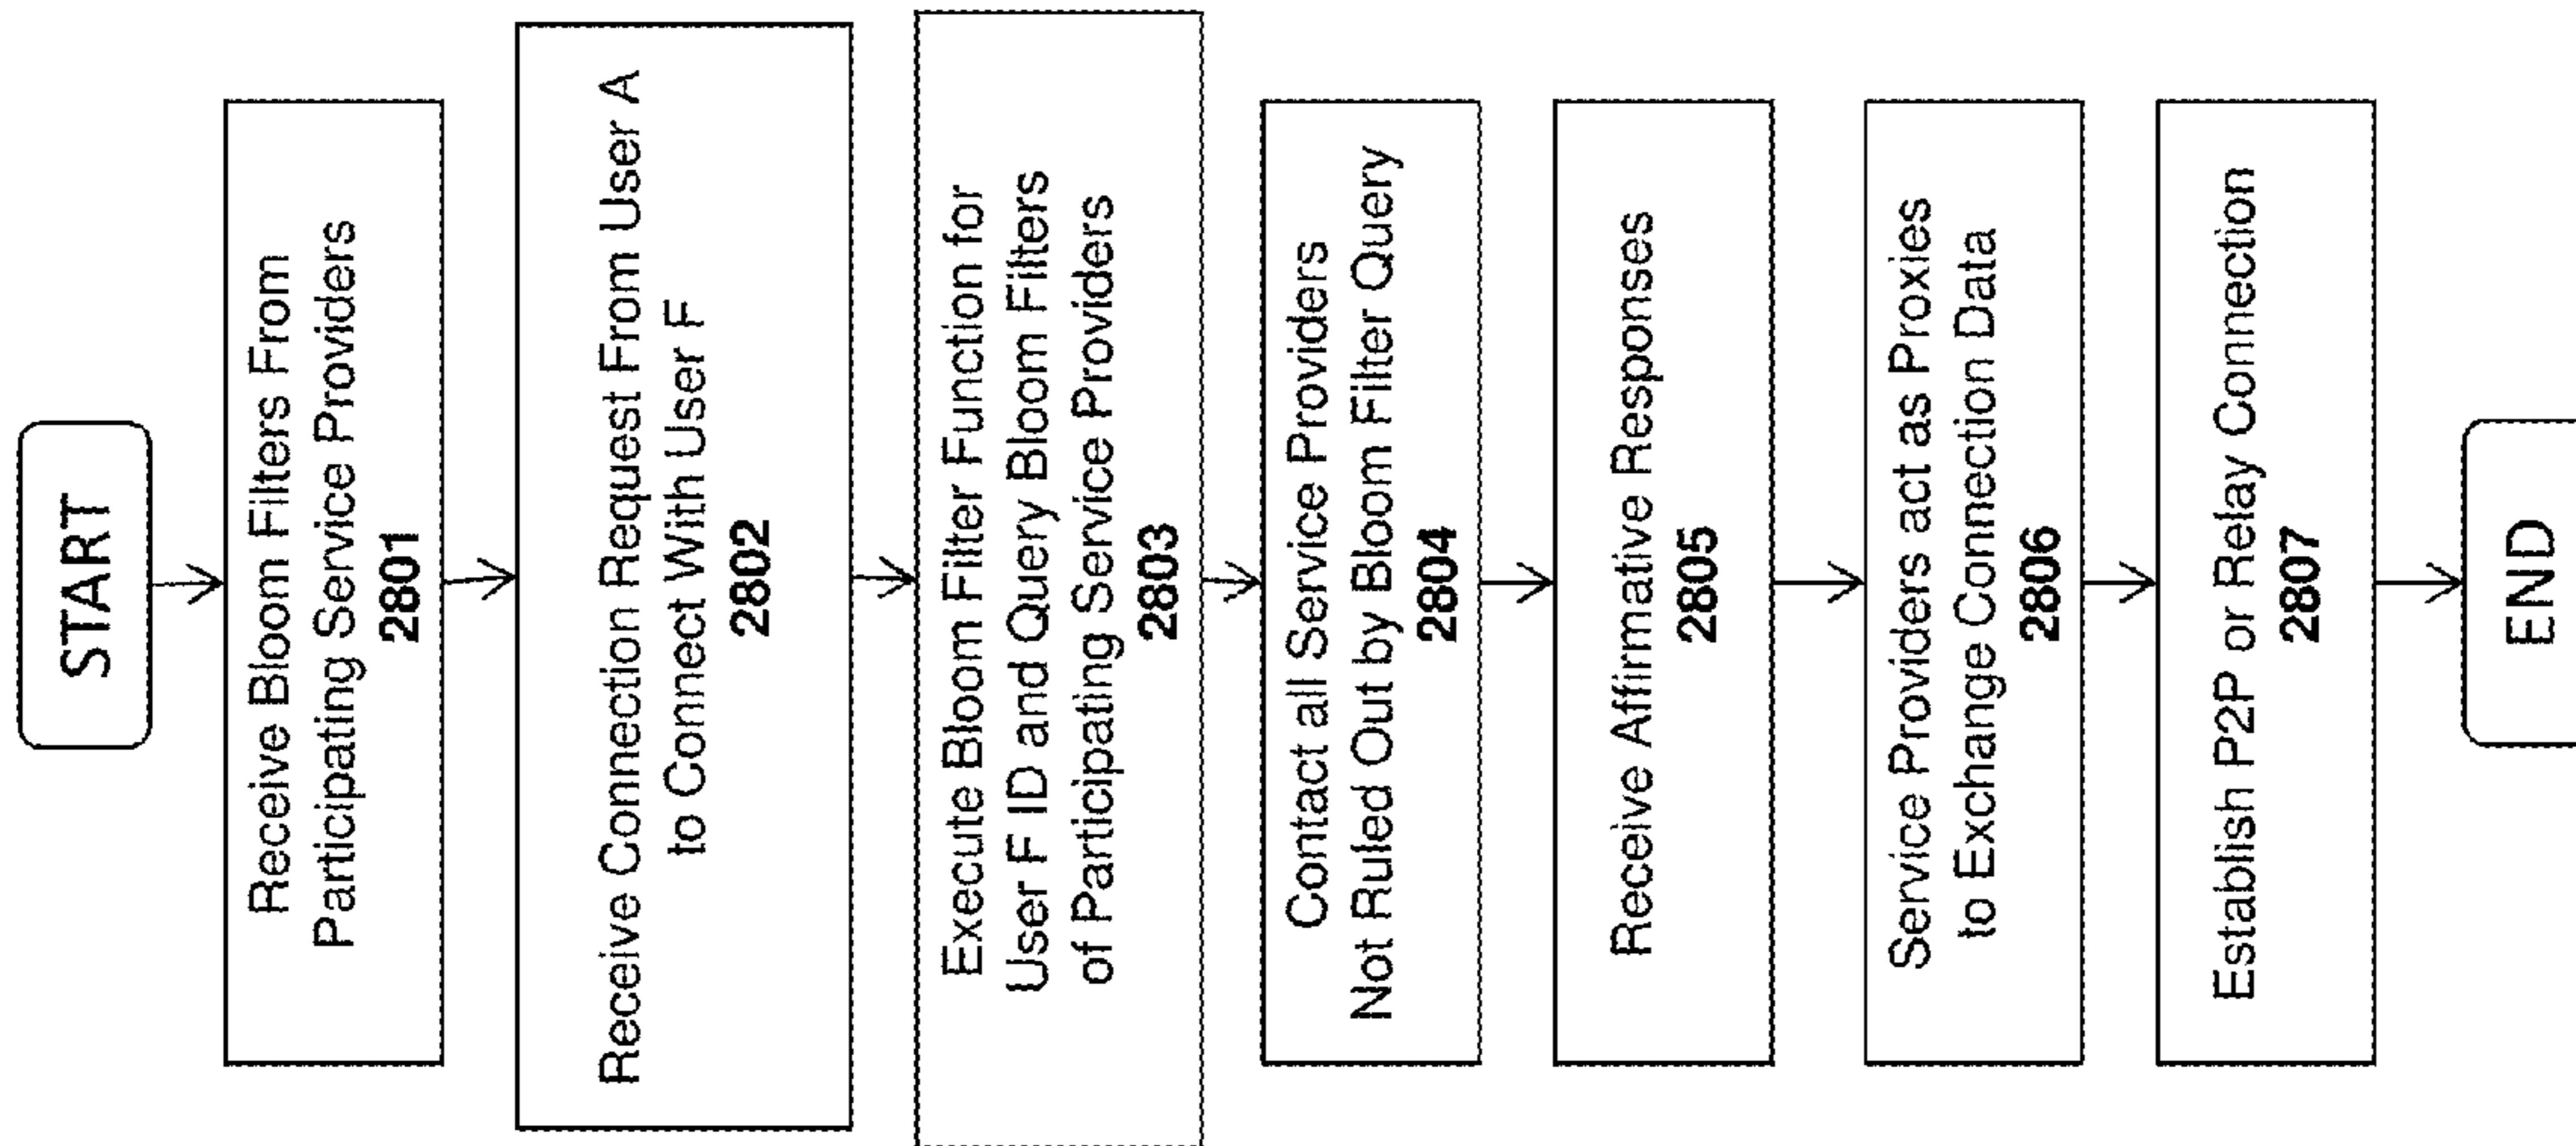 START
Receive Bloom Filters From
Participating Service Providers
2801
Receive Connection Request From User A
to Connect With User F
2802
Execute Bloom Filter Function for
User F ID and Query Bloom Filters
of Participating Service Providers
2803
Contact all Service Providers
Not Ruled Out by Bloom Filter Query
2804
Receive Affirmative Responses
2805
Service Providers act as Proxies
to Exchange Connection Data
2806
Establish P2P or Relay Connection
2807
END